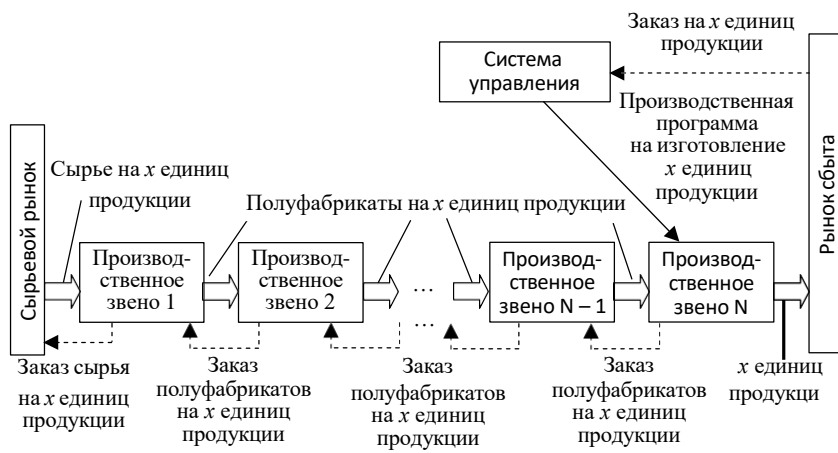 Заказ на x единиц
продукции
Система
управления
Производственная
программа
на изготовление
x единиц
продукции
Рынок сбыта
Сырьевой рынок
Сырье на x единиц
продукции
Полуфабрикаты на x единиц продукции
Производ-
ственное
звено 1
Производ-
ственное
звено 2
...
...
Производ-
ственное
звено N – 1
Производ-
ственное
звено N
Заказ сырья
на x единиц
продукции
Заказ
полуфабрикатов
на x единиц
продукции
Заказ
полуфабрикатов
на x единиц
продукции
Заказ
полуфабрикатов
на x единиц
продукции
x единиц
продукци